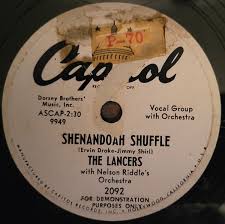 P-70
Capitol
Dorsey Brothers'
Music, Inc.
ASCAP-2:30
9949
Vocal Group
with Orchestra
SHENANDOAH SHUFFLE
(Ervin Drake-Jimmy Shirl)
THE LANCERS
with Nelson Riddle's
Orchestra
2092
FOR DEMONSTRATION
PURPOSES ONLY